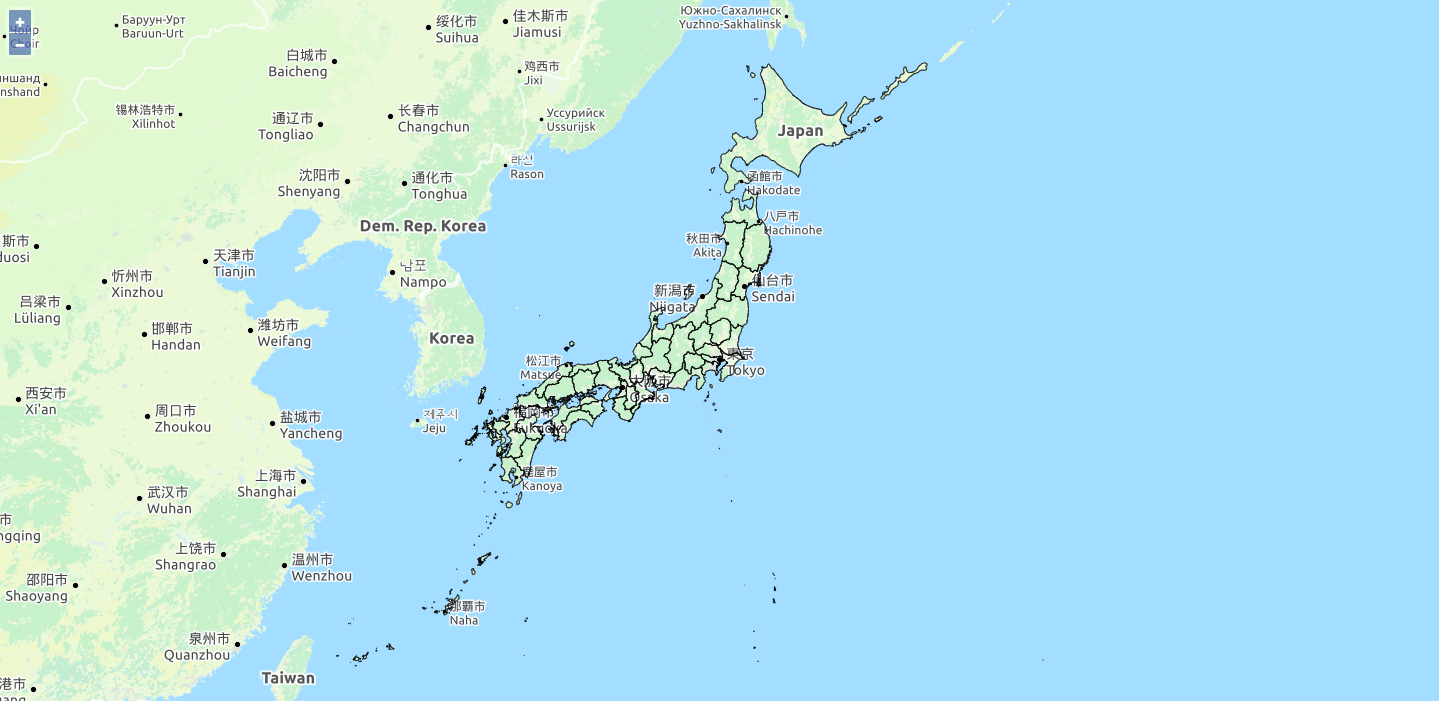 +
−
Чойр
Choir
Баруун-Урт
Baruun-Urt
绥化市
Suihua
佳木斯市
Jiamusi
Южно-Сахалинск
Yuzhno-Sakhalinsk
白城市
Baicheng
鸡西市
Jixi
йншанд
nshand
锡林浩特市
Xilinhot
通辽市
Tongliao
长春市
Changchun
Уссурийск
Ussurijsk
Japan
라선
Rason
沈阳市
Shenyang
通化市
Tonghua
函館市
Hakodate
Dem. Rep. Korea
八戸市
Hachinohe
斯市
duosi
秋田市
Akita
天津市
Tianjin
남포
Nampo
忻州市
Xinzhou
仙台市
Sendai
吕梁市
Lüliang
新潟市
Niigata
邯郸市
Handan
潍坊市
Weifang
Korea
東京
Tokyo
松江市
Matsue
大阪市
Osaka
西安市
Xi'an
周口市
Zhoukou
盐城市
Yancheng
제주시
Jeju
福岡市
Fukuoka
上海市
Shanghai
鹿屋市
Kanoya
武汉市
Wuhan
市
ngqing
上饶市
Shangrao
温州市
Wenzhou
邵阳市
Shaoyang
那覇市
Naha
泉州市
Quanzhou
Taiwan
港市
ang